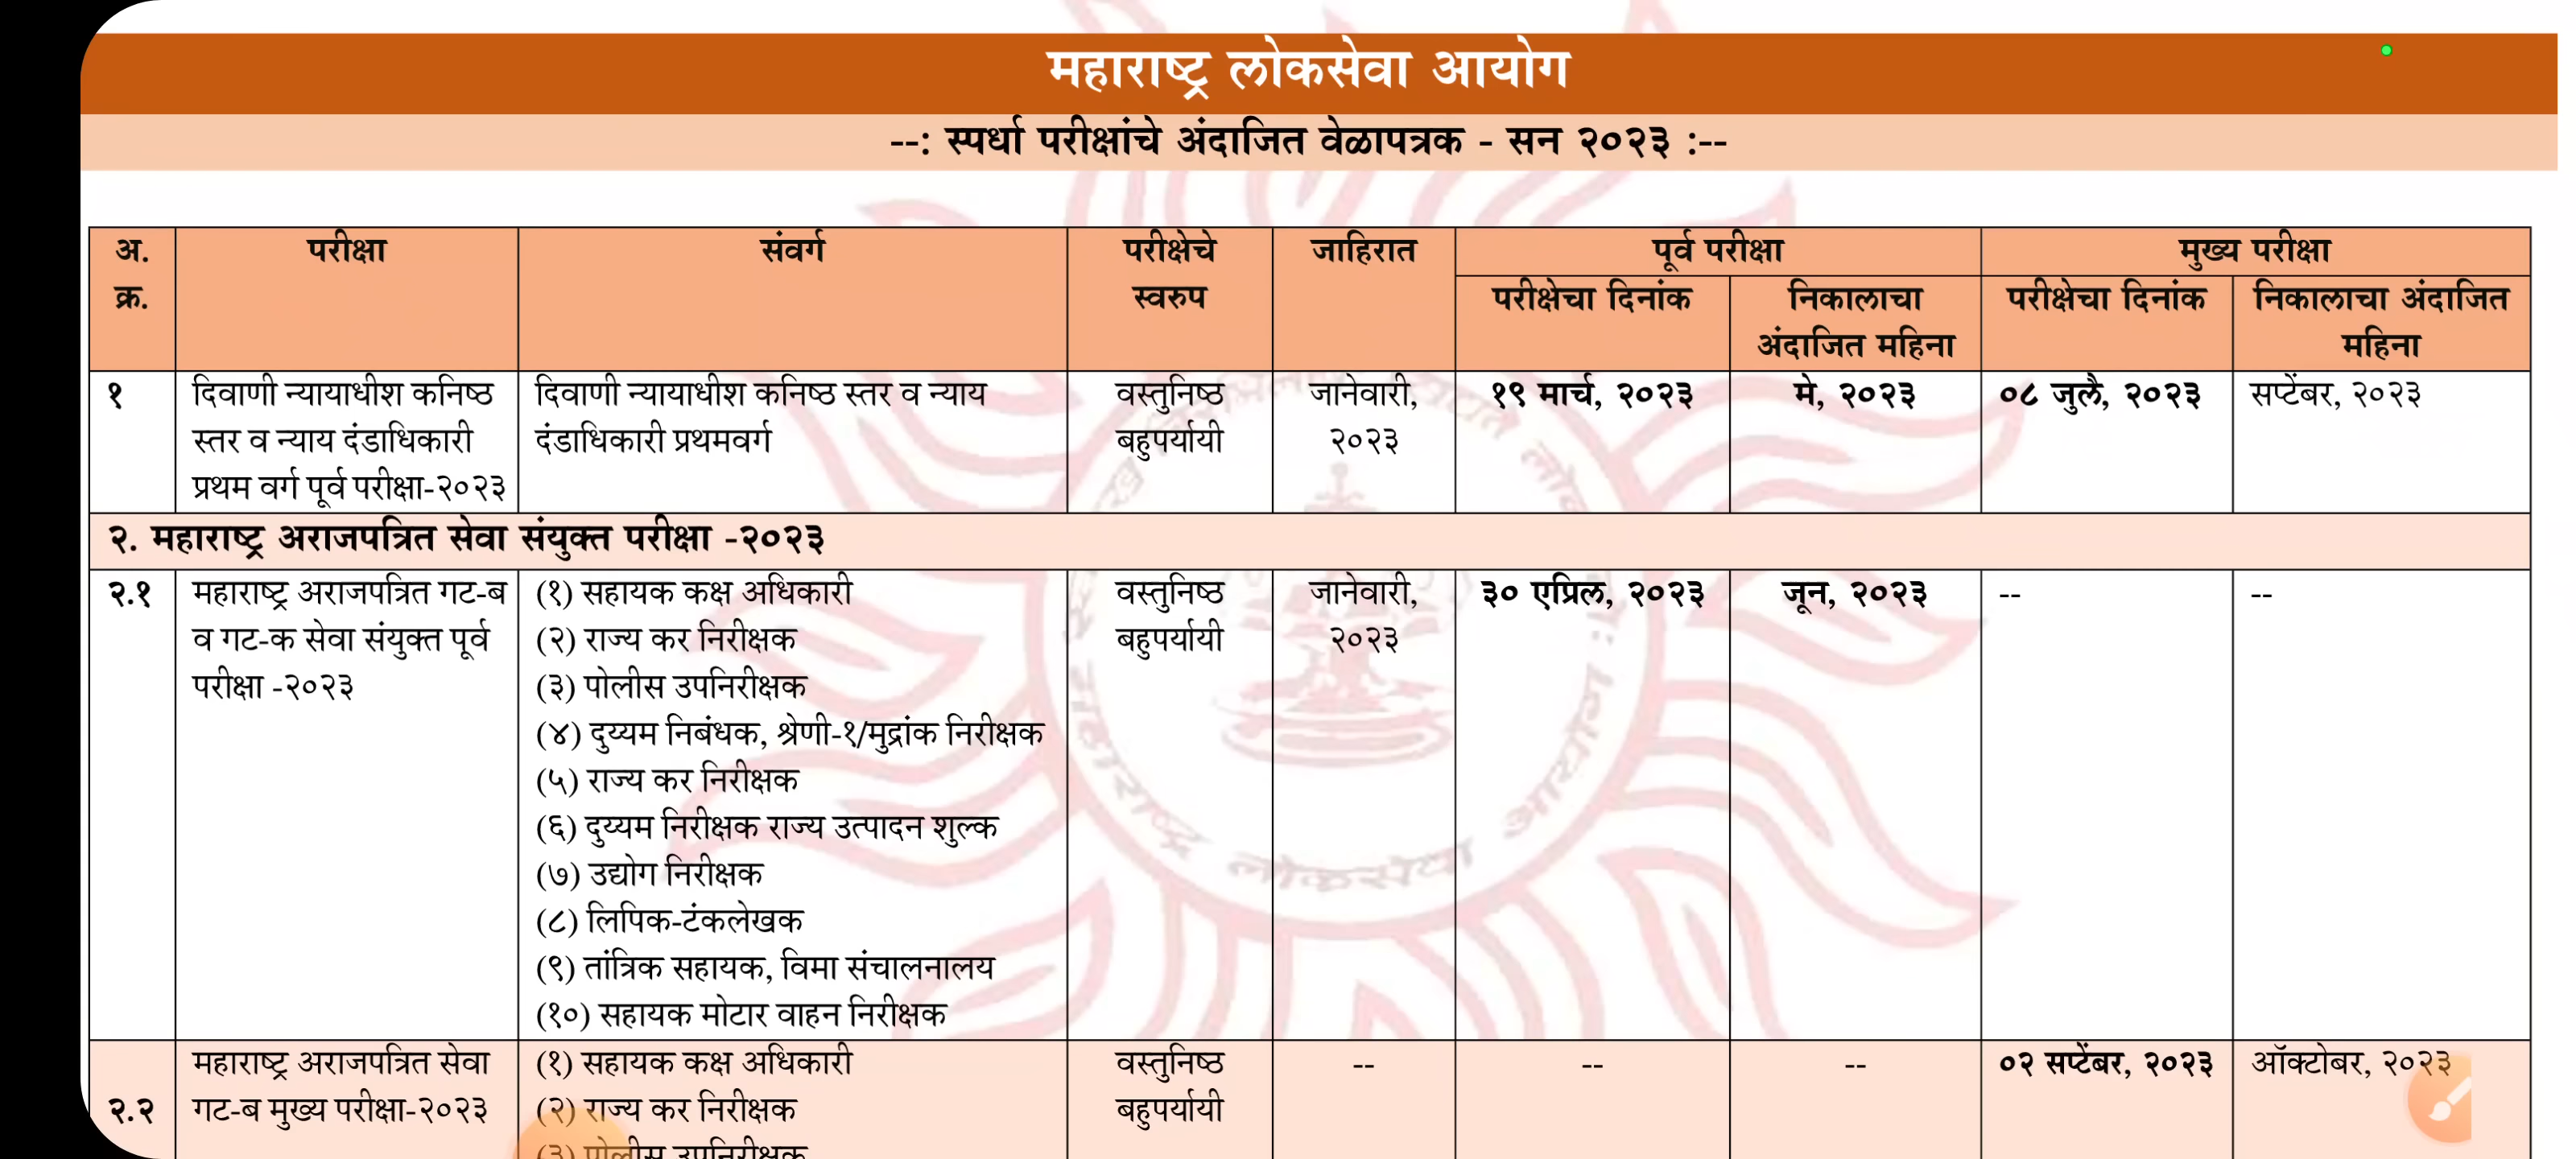 महाराष्ट्र लोकसेवा आयोग
--: स्पर्धा परीक्षांचे अंदाजित वेळापत्रक - सन २०२३ :--
अ. क्र.
परीक्षा
संवर्ग
परीक्षेचे स्वरुप
जाहिरात
पूर्व परीक्षा
मुख्य परीक्षा
परीक्षेचा दिनांक
निकालाचा अंदाजित महिना
परीक्षेचा दिनांक
निकालाचा अंदाजित महिना
१
दिवाणी न्यायाधीश कनिष्ठ
स्तर व न्याय दंडाधिकारी
प्रथम वर्ग पूर्व परीक्षा-२०२३
दिवाणी न्यायाधीश कनिष्ठ स्तर व न्याय
दंडाधिकारी प्रथमवर्ग
वस्तुनिष्ठ
बहुपर्यायी
जानेवारी,
२०२३
१९ मार्च, २०२३
मे, २०२३
०८ जुलै, २०२३
सप्टेंबर, २०२३
२. महाराष्ट्र अराजपत्रित सेवा संयुक्त परीक्षा -२०२३
२.१
महाराष्ट्र अराजपत्रित गट-ब
व गट-क सेवा संयुक्त पूर्व
परीक्षा -२०२३
(१) सहायक कक्ष अधिकारी
(२) राज्य कर निरीक्षक
(३) पोलीस उपनिरीक्षक
(४) दुय्यम निबंधक, श्रेणी-१/मुद्रांक निरीक्षक
(५) राज्य कर निरीक्षक
(६) दुय्यम निरीक्षक राज्य उत्पादन शुल्क
(७) उद्योग निरीक्षक
(८) लिपिक-टंकलेखक
(९) तांत्रिक सहायक, विमा संचालनालय
(१०) सहायक मोटार वाहन निरीक्षक
वस्तुनिष्ठ
बहुपर्यायी
जानेवारी,
२०२३
३० एप्रिल, २०२३
जून, २०२३
--
--
२.२
महाराष्ट्र अराजपत्रित सेवा
गट-ब मुख्य परीक्षा-२०२३
(१) सहायक कक्ष अधिकारी
(२) राज्य कर निरीक्षक
(३) पोलीस उपनिरीक्षक
वस्तुनिष्ठ
बहुपर्यायी
--
--
--
०२ सप्टेंबर, २०२३
ऑक्टोबर, २०२३
महाराष्ट्र लोकसेवा आयोग